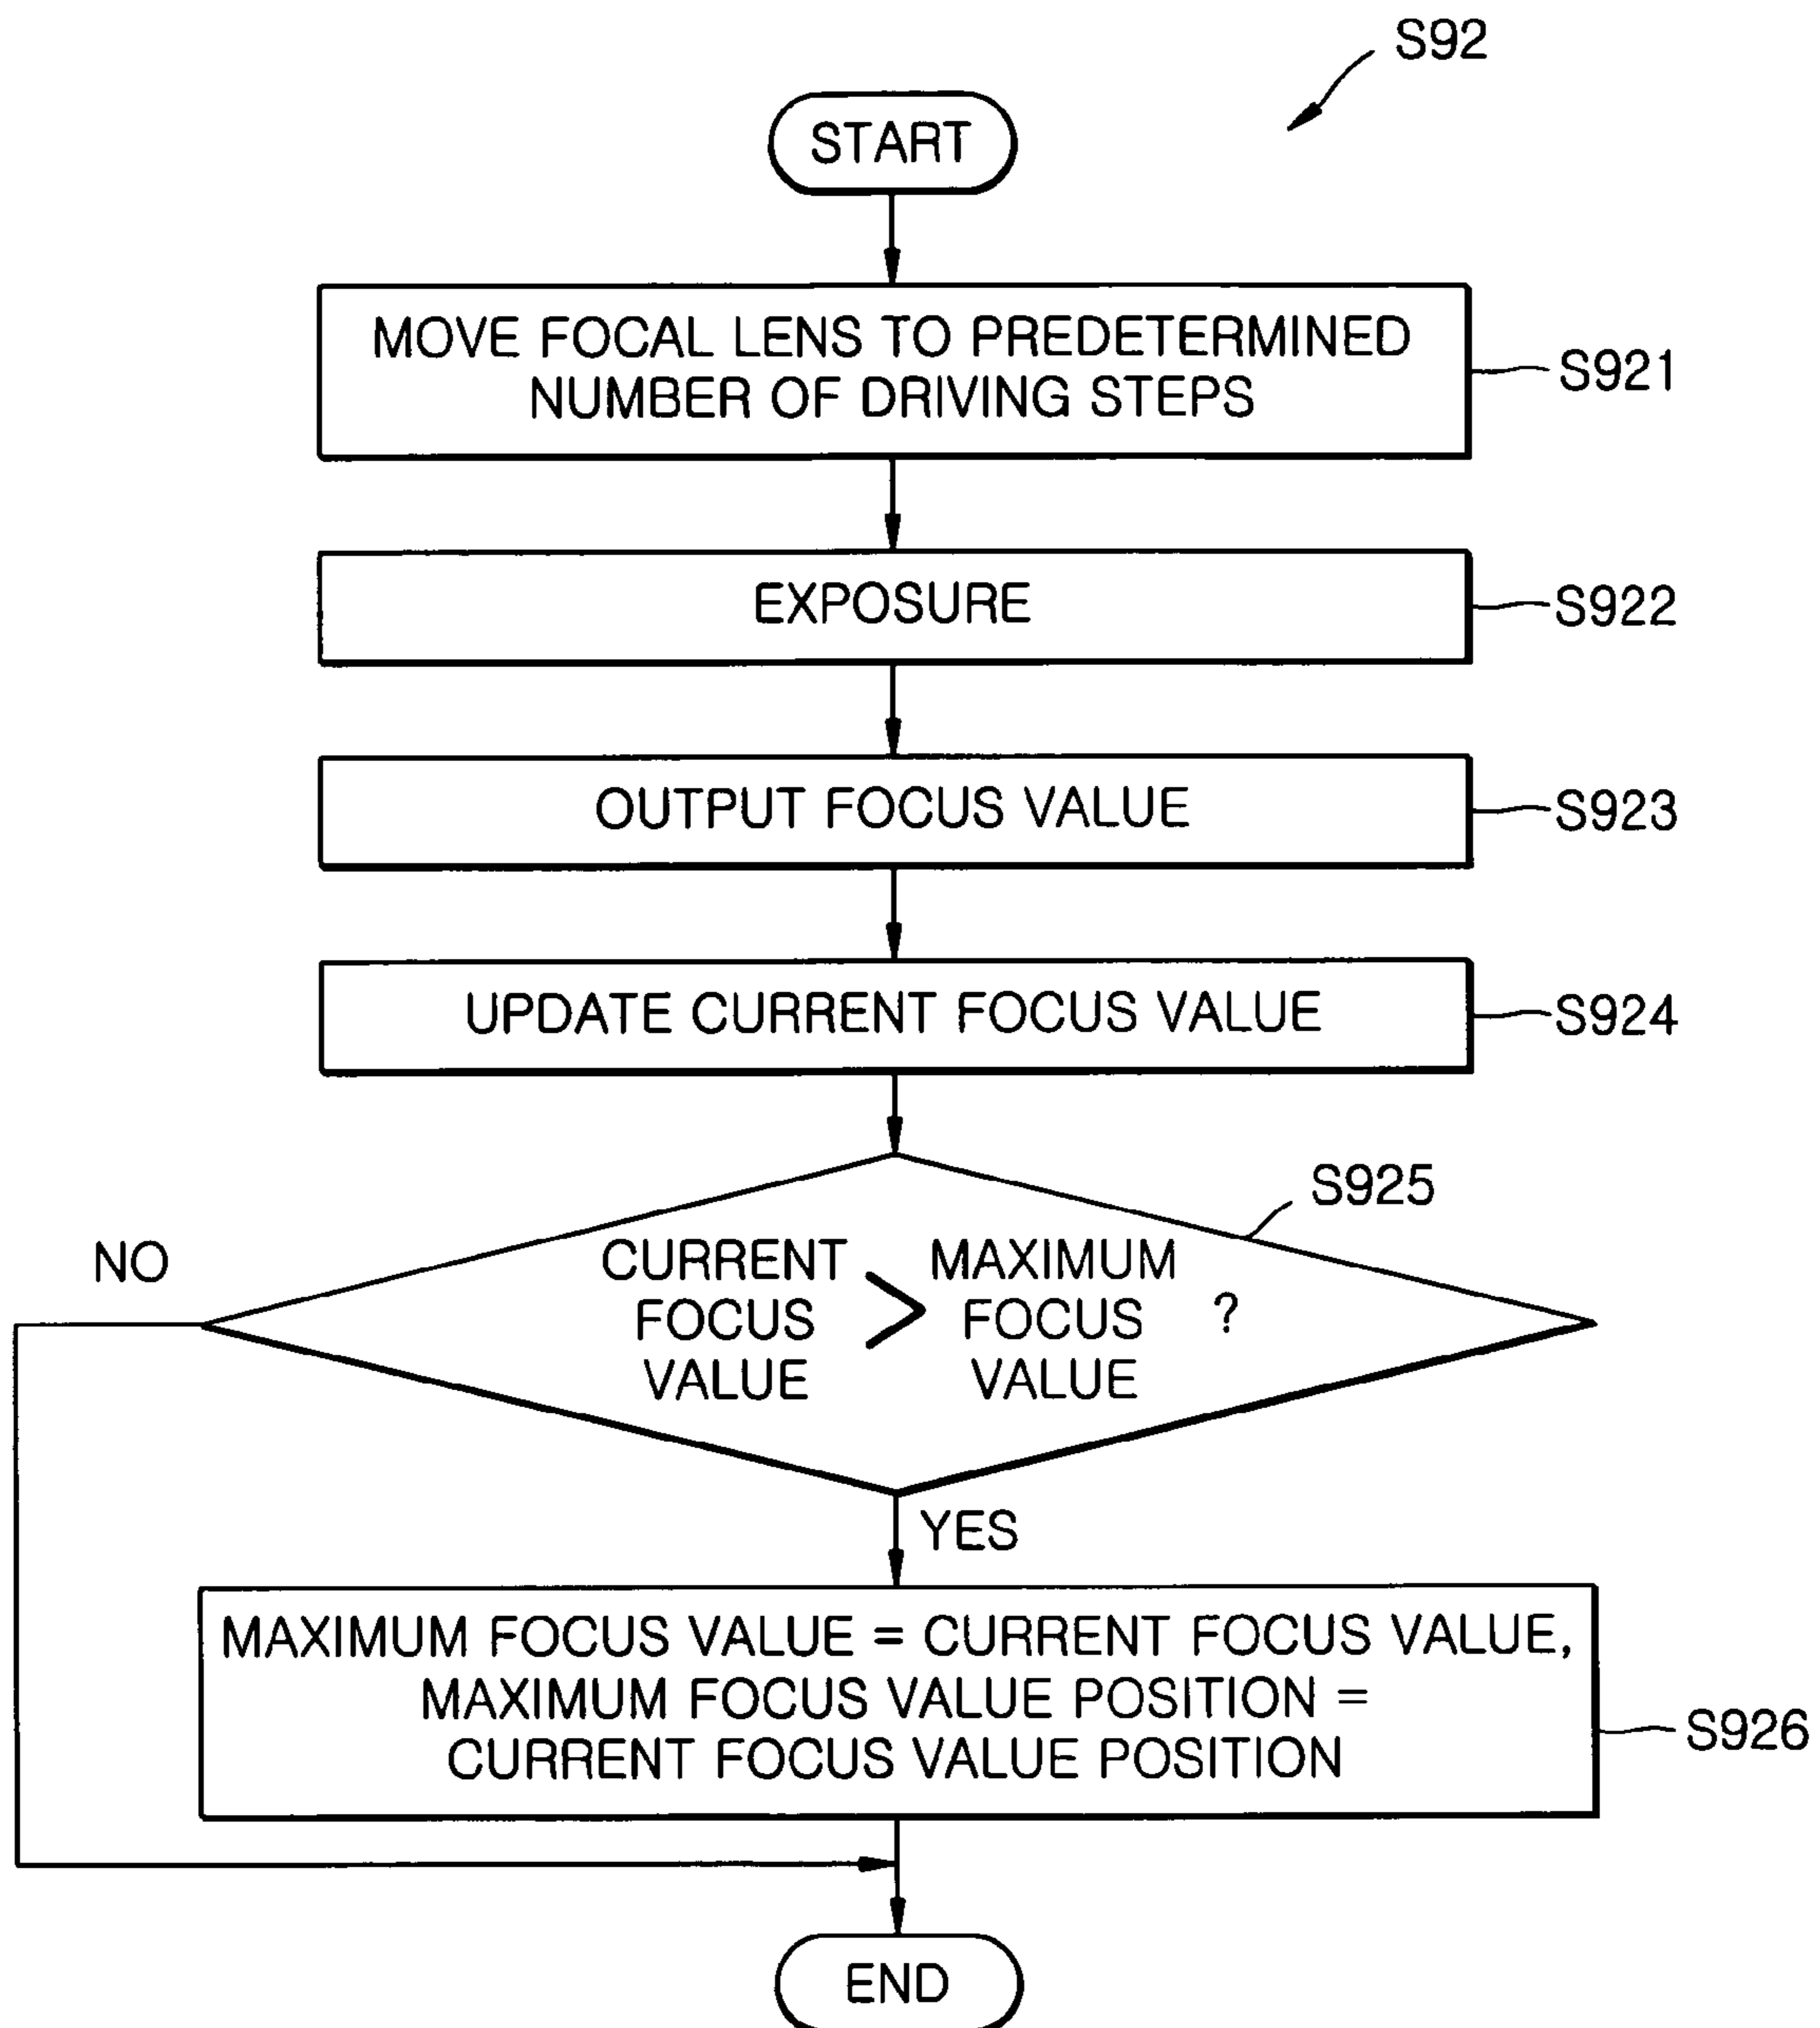 S92
START
MOVE FOCAL LENS TO PREDETERMINED
NUMBER OF DRIVING STEPS
S921
EXPOSURE
S922
OUTPUT FOCUS VALUE
S923
UPDATE CURRENT FOCUS VALUE
S924
S925
NO
CURRENT
FOCUS
VALUE
>
MAXIMUM
FOCUS
VALUE
?
YES
MAXIMUM FOCUS VALUE = CURRENT FOCUS VALUE,
MAXIMUM FOCUS VALUE POSITION =
CURRENT FOCUS VALUE POSITION
S926
END